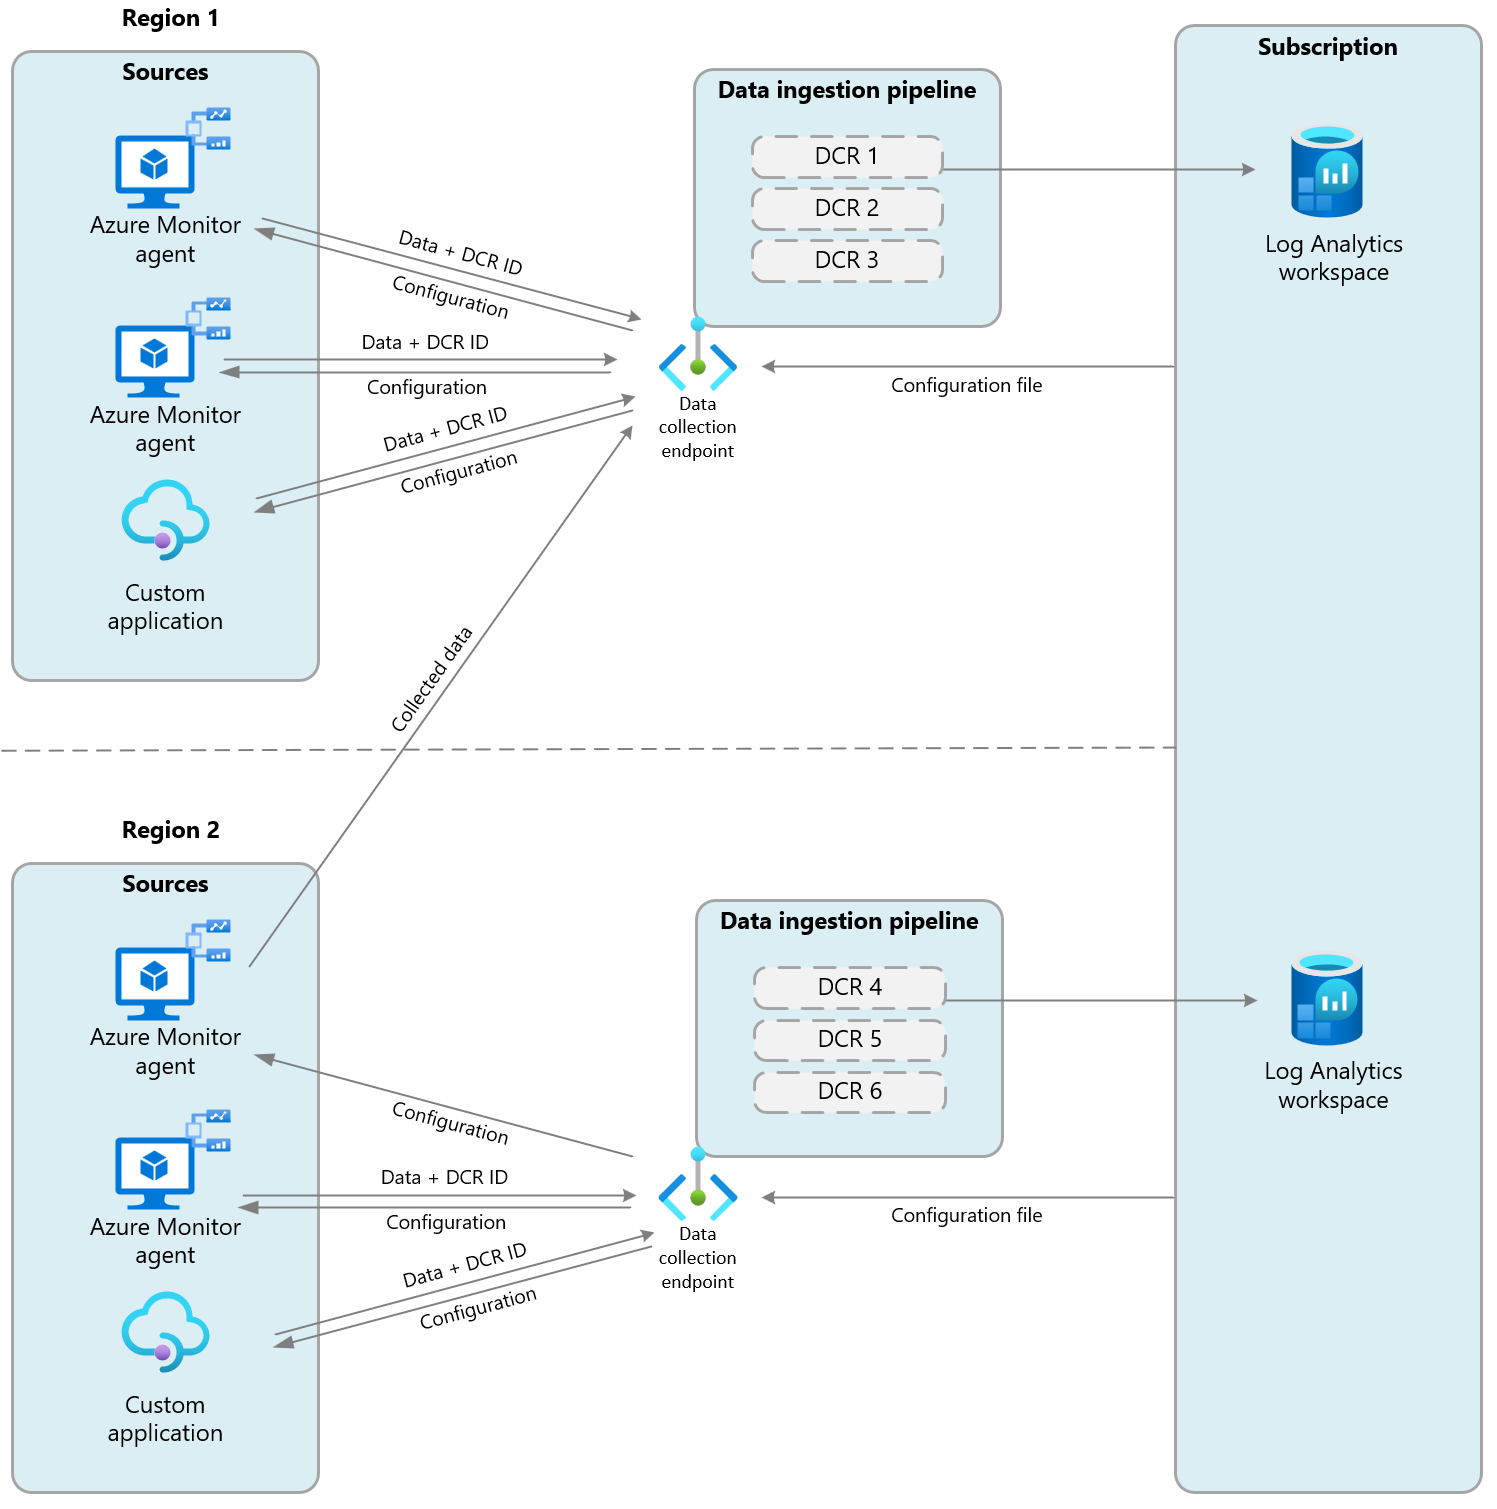 Region 1
Sources
Azure Monitor
agent
Azure Monitor
agent
Custom
application
Data + DCR ID
Configuration
Data + DCR ID
Configuration
Data + DCR ID
Configuration
Collected data
Data ingestion pipeline
DCR 1
DCR 2
DCR 3
Data
collection
endpoint
Configuration file
Subscription
Log Analytics
workspace
Region 2
Sources
Azure Monitor
agent
Azure Monitor
agent
Custom
application
Configuration
Data + DCR ID
Configuration
Data + DCR ID
Configuration
Data ingestion pipeline
DCR 4
DCR 5
DCR 6
Data
collection
endpoint
Configuration file
Log Analytics
workspace